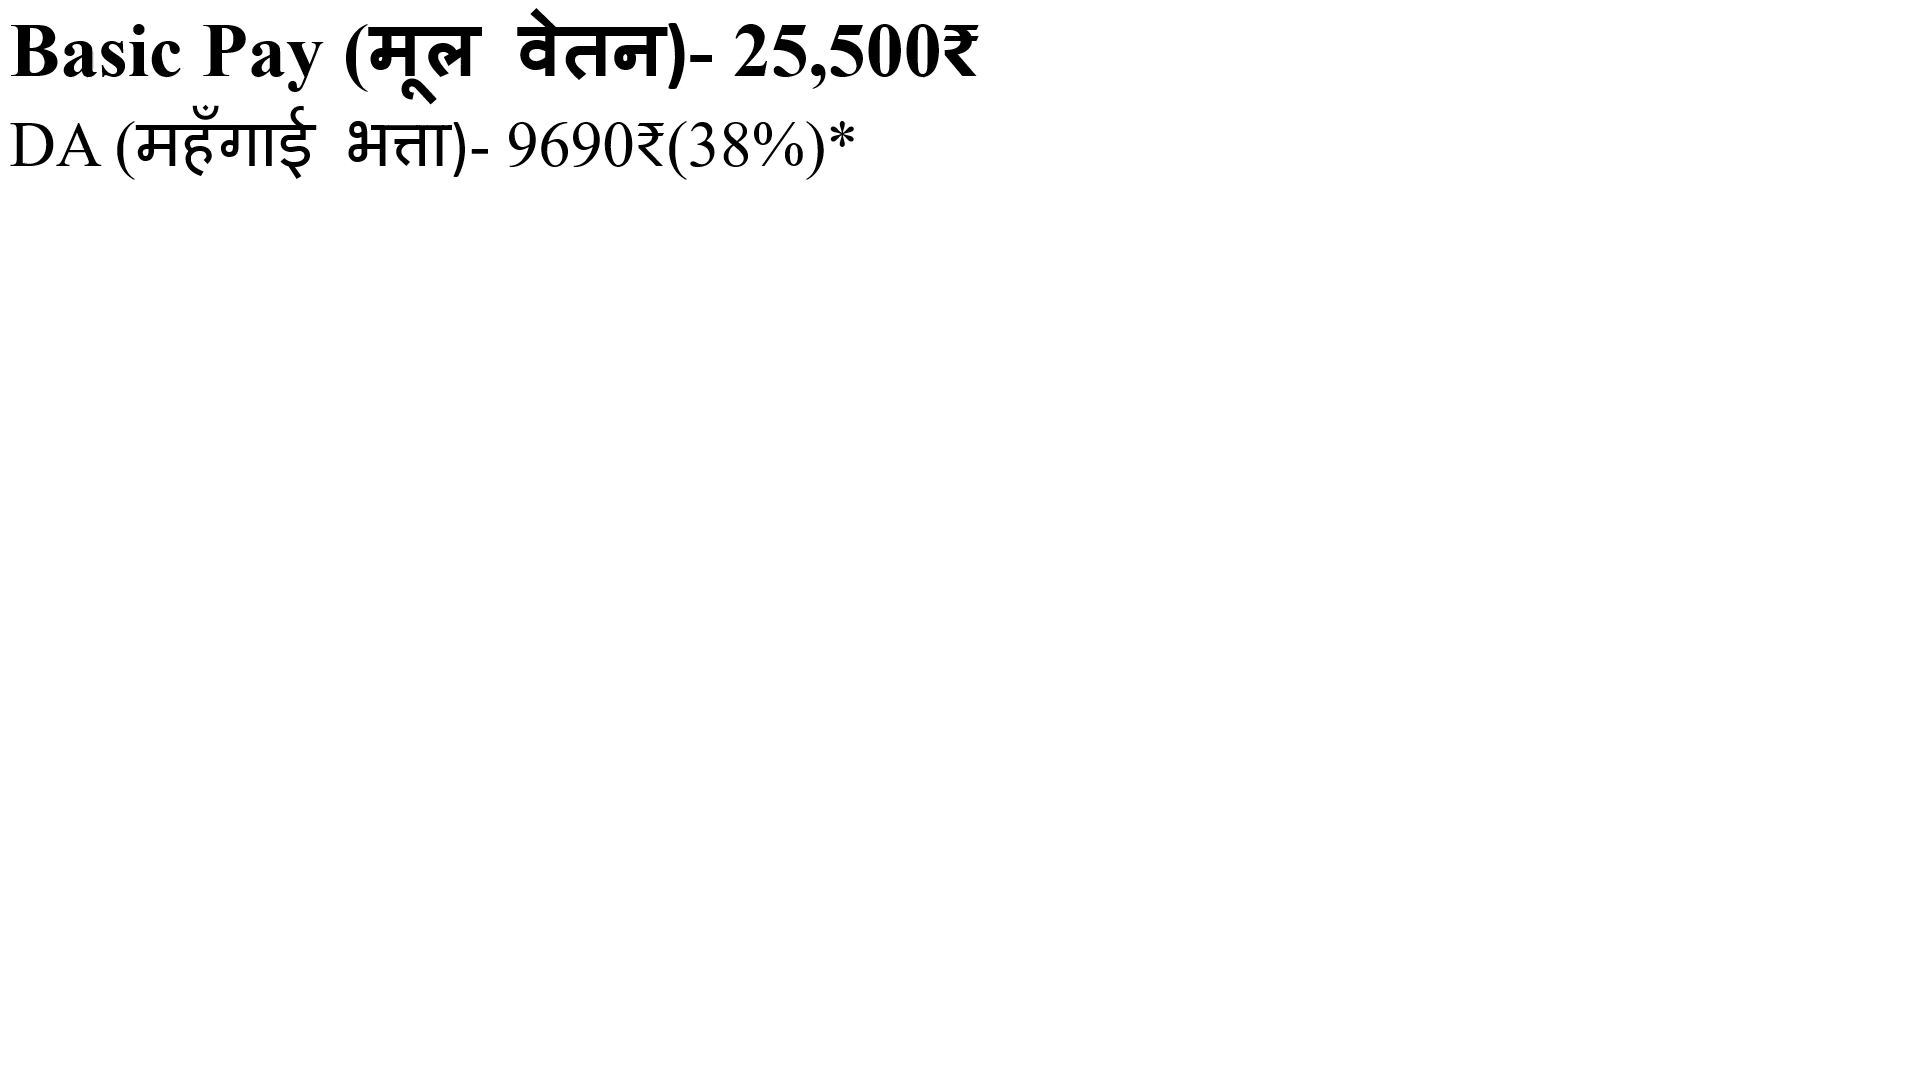 Basic Pay (मूल वेतन)- 25,500₹
DA (महँगाई भत्ता)- 9690₹(38%)*